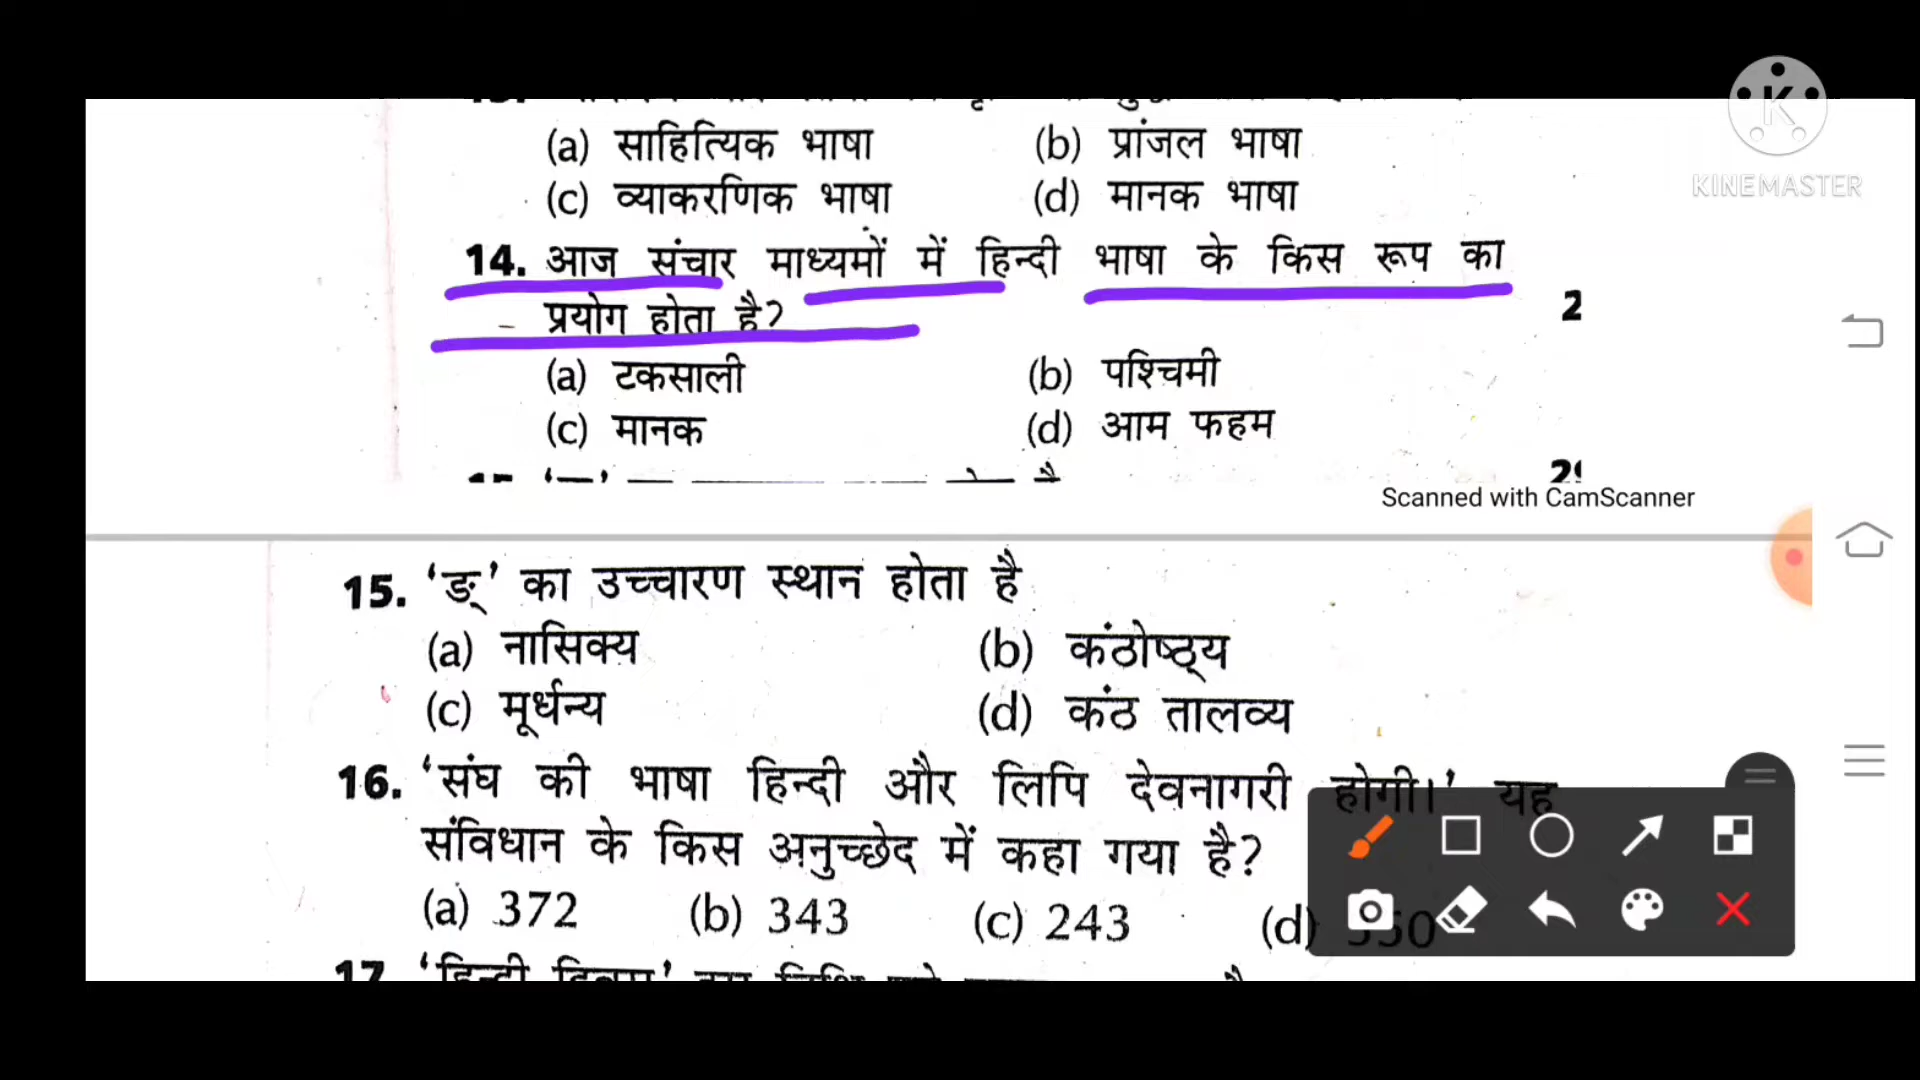 (a) साहित्यिक भाषा (b) प्रांजल भाषा
(c) व्याकरणिक भाषा (d) मानक भाषा
14. आज संचार माध्यमों में हिन्दी भाषा के किस रूप का
प्रयोग होता है?
2
(a) टकसाली (b) पश्चिमी
(c) मानक (d) आम फहम
Scanned with CamScanner
15. 'ङ्' का उच्चारण स्थान होता है
(a) नासिक्य (b) कंठोष्ठ्य
(c) मूर्धन्य (d) कंठ तालव्य
16. 'संघ की भाषा हिन्दी और लिपि देवनागरी होगी।' यह
संविधान के किस अनुच्छेद में कहा गया है?
(a) 372 (b) 343 (c) 243 (d)
K
KINEMASTER